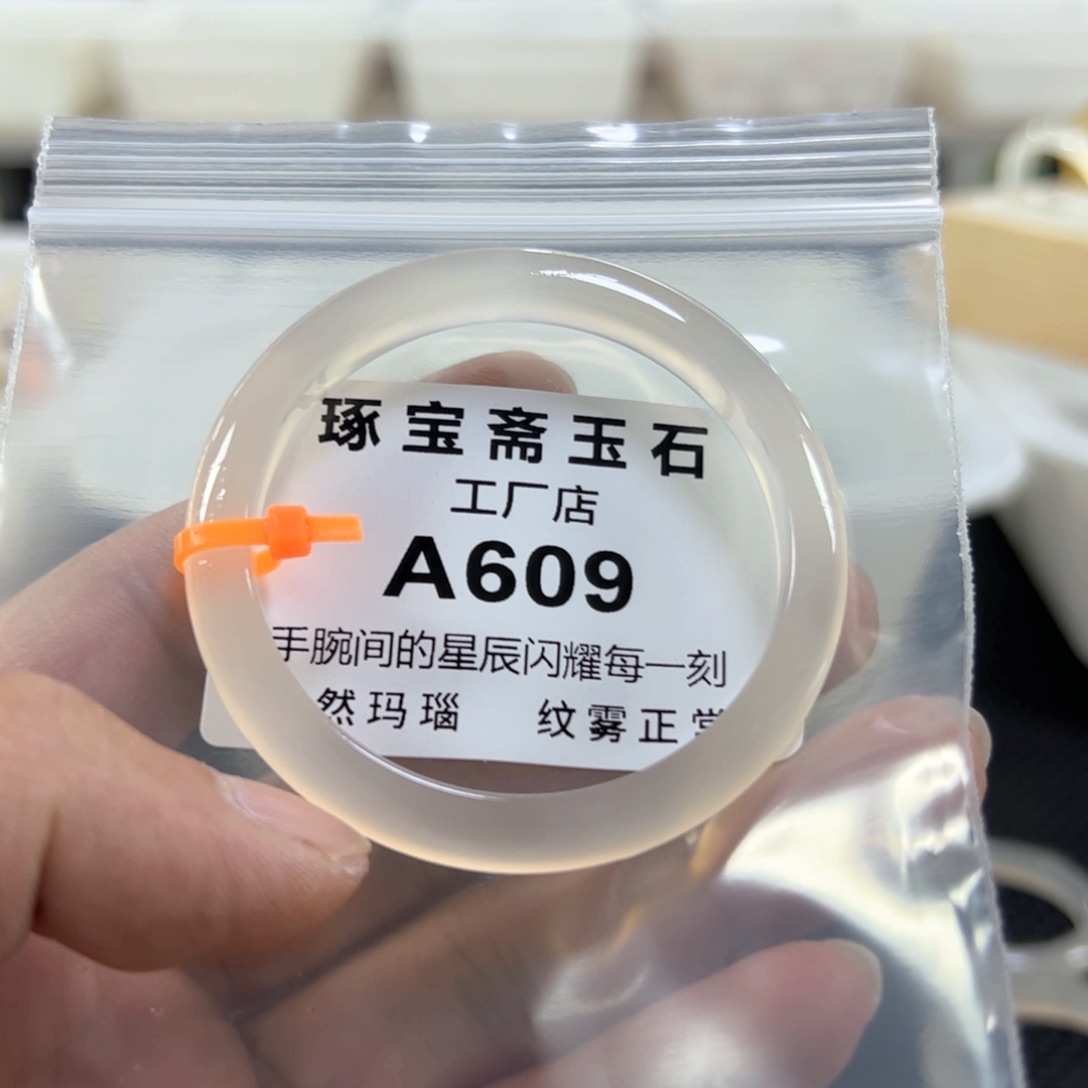 琢宝斋玉石
工厂店
A609
手腕间的星辰闪耀每一刻
然玛瑙 纹雾正常